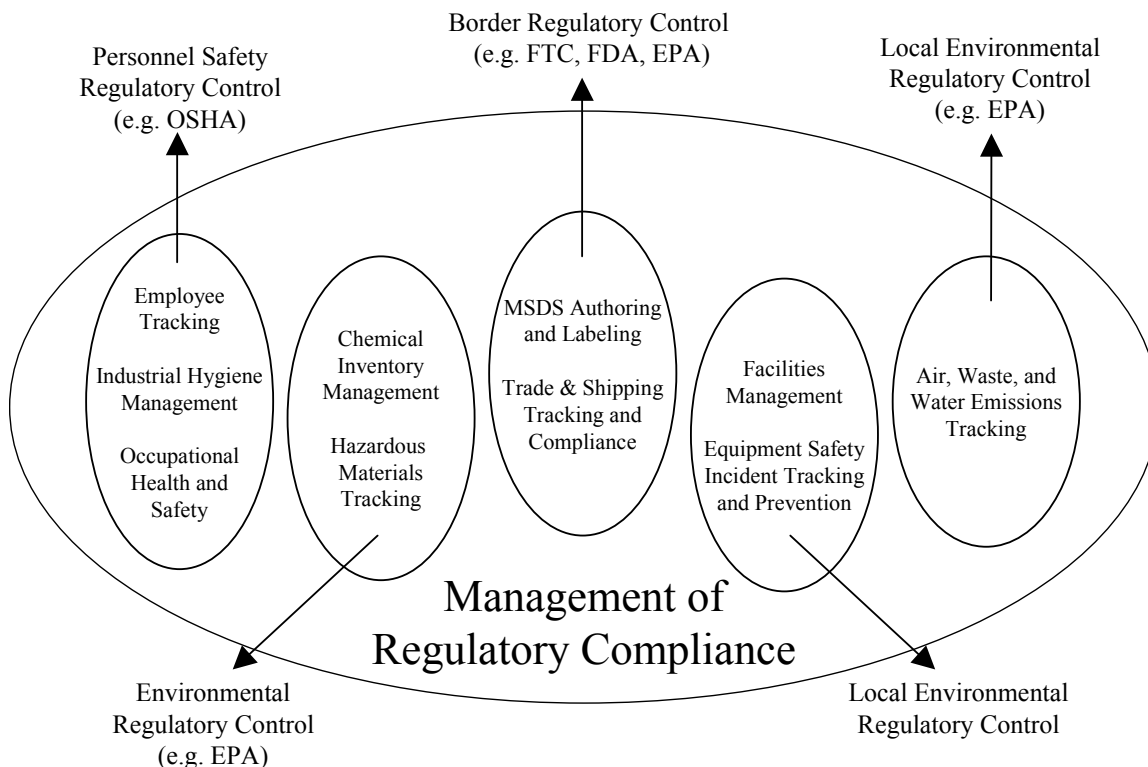 Personnel Safety
Regulatory Control
(e.g. OSHA)
Border Regulatory Control
(e.g. FTC, FDA, EPA)
Local Environmental
Regulatory Control
(e.g. EPA)
Employee
Tracking
Industrial Hygiene
Management
Occupational
Health and
Safety
Chemical
Inventory
Management
Hazardous
Materials
Tracking
MSDS Authoring
and Labeling
Trade & Shipping
Tracking and
Compliance
Facilities
Management
Equipment Safety
Incident Tracking
and Prevention
Air, Waste, and
Water Emissions
Tracking
Management of
Regulatory Compliance
Environmental
Regulatory Control
(e.g. EPA)
Local Environmental
Regulatory Control